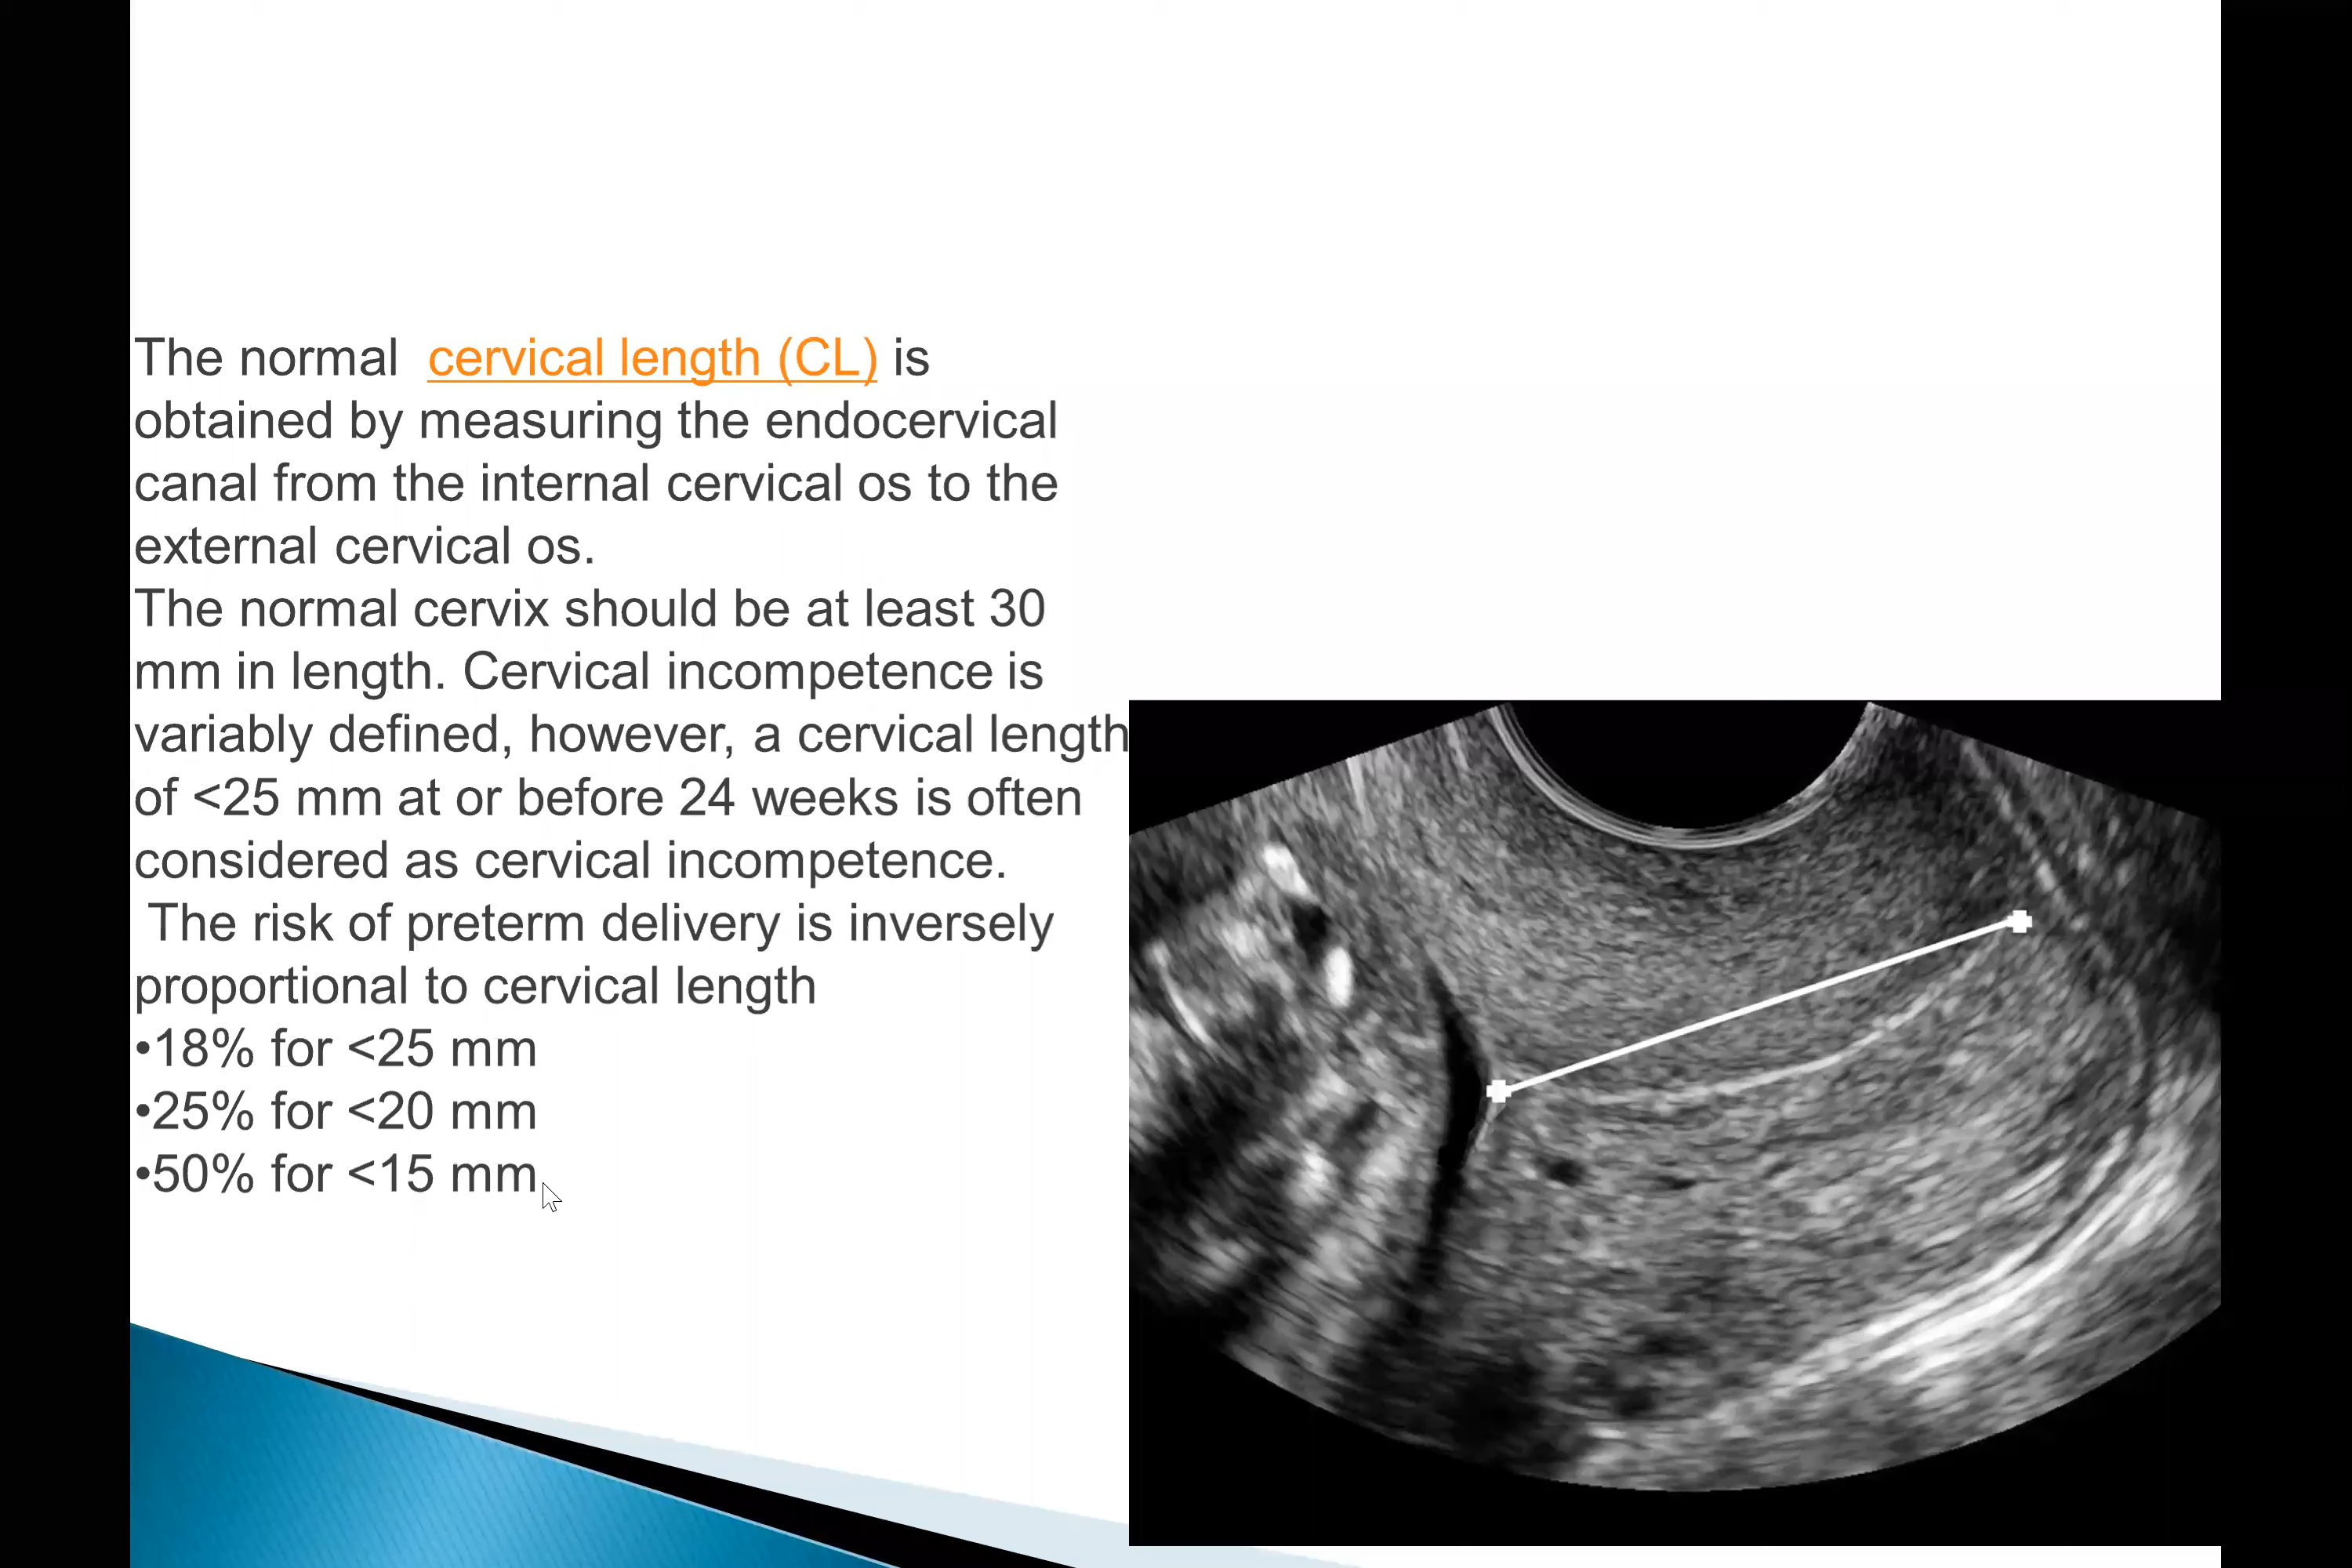 The normal  cervical length (CL) is
obtained by measuring the endocervical
canal from the internal cervical os to the
external cervical os.
The normal cervix should be at least 30
mm in length. Cervical incompetence is
variably defined, however, a cervical length
of <25 mm at or before 24 weeks is often
considered as cervical incompetence.
The risk of preterm delivery is inversely
proportional to cervical length
•18% for <25 mm
•25% for <20 mm
•50% for <15 mm